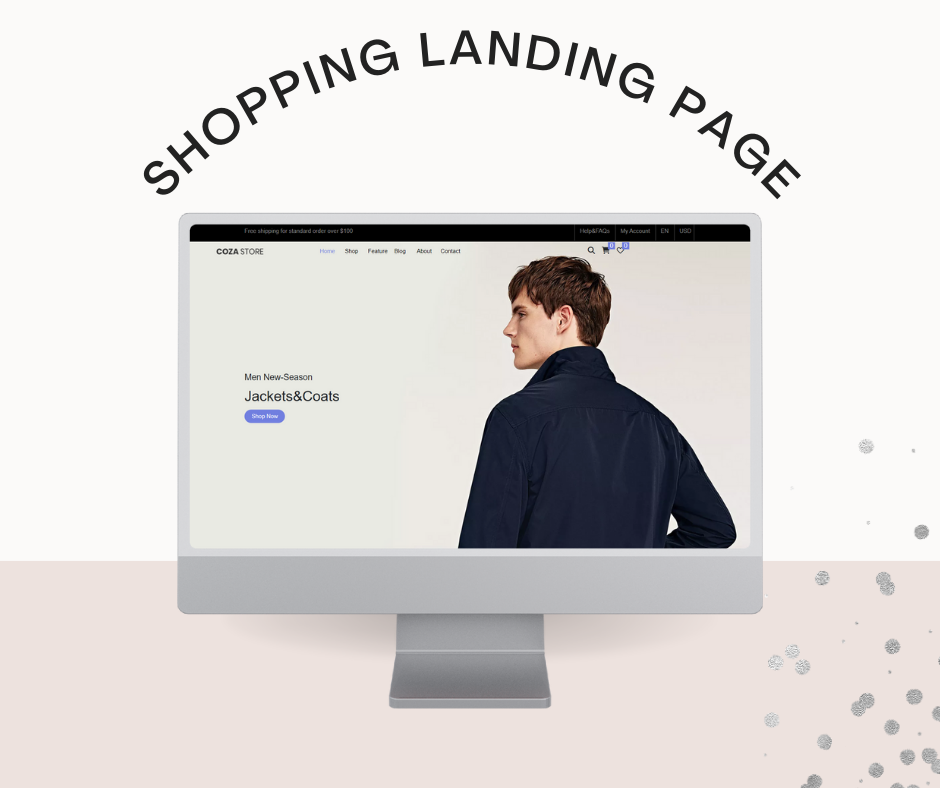 SHOPPING LANDING PAGE
Free shipping for standard order over $100
Help&FAQs
My Account
EN
USD
COZA STORE
Home
Shop
Feature
Blog
About
Contact
0
0
Men New-Season
Jackets&Coats
Shop Now